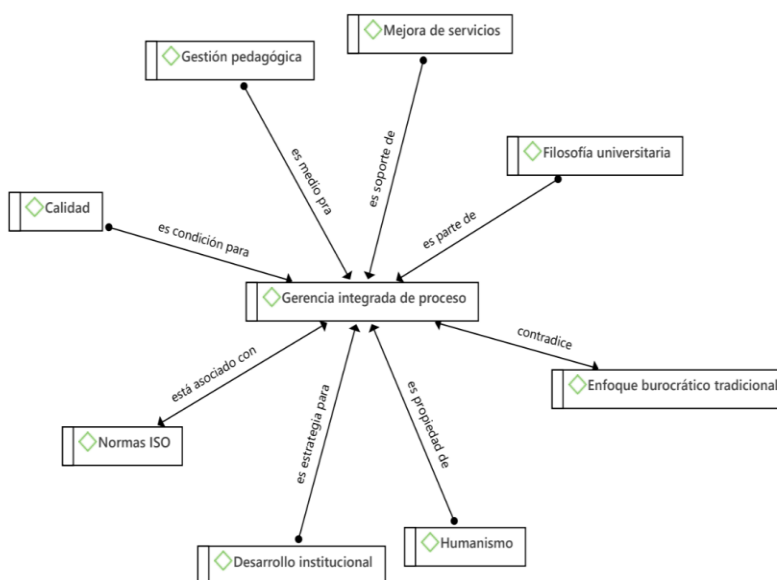 Mejora de servicios
Gestión pedagógica
es soporte de
es medio pra
Filosofía universitaria
es parte de
Calidad
es condición para
Gerencia integrada de proceso
contradice
Enfoque burocrático tradicional
está asociado con
Normas ISO
es estrategia para
es propiedad de
Humanismo
Desarrollo institucional